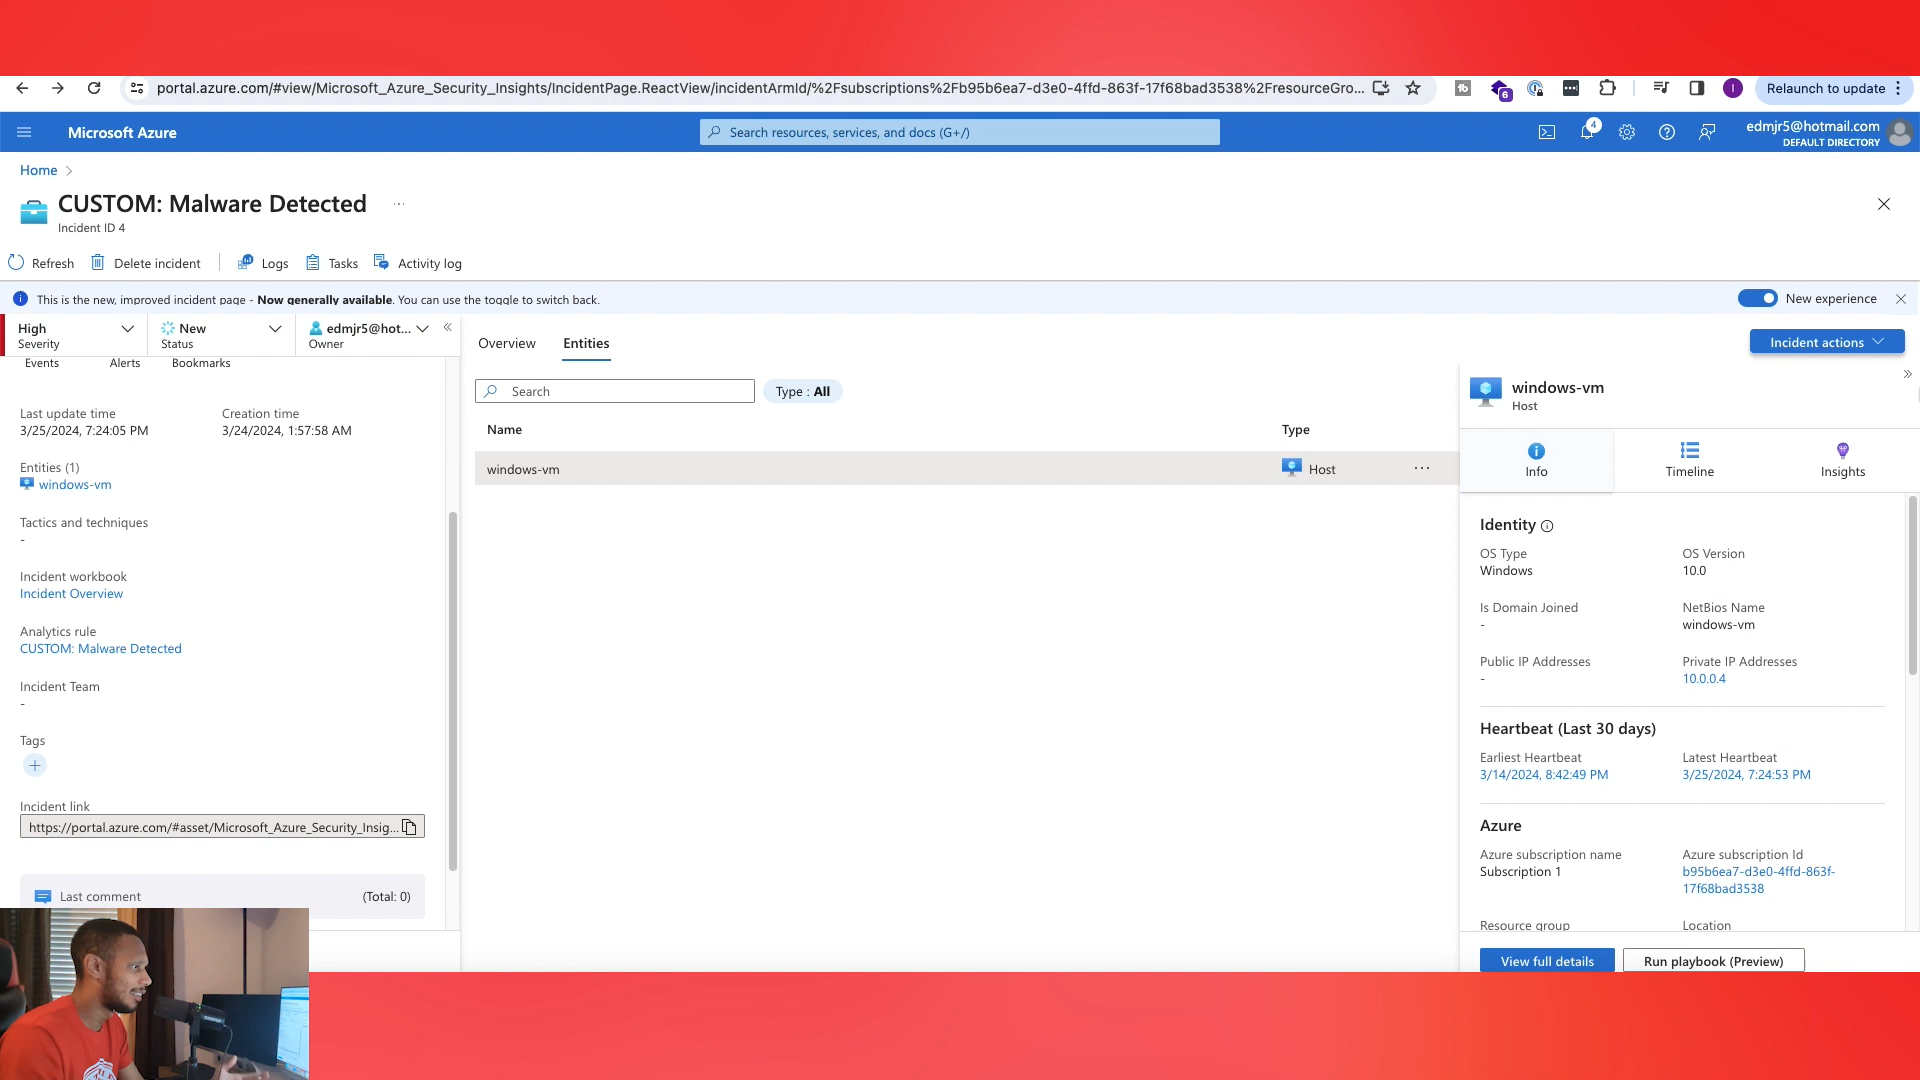 portal.azure.com/#view/Microsoft_Azure_Security_Insights/IncidentPage.ReactView/incidentArmId/%2Fsubscriptions%2Fb95b6ea7-d3e0-4ffd-863f-17f68bad3538%2FresourceGro...
6
I
Relaunch to update
Microsoft Azure
Search resources, services, and docs (G+/)
4
edmjr5@hotmail.com
DEFAULT DIRECTORY
Home
CUSTOM: Malware Detected
...
Incident ID 4
Refresh
Delete incident
Logs
Tasks
Activity log
This is the new, improved incident page - Now generally available. You can use the toggle to switch back.
New experience
High
Severity
New
Status
edmjr5@hot...
Owner
Events
Alerts
Bookmarks
Last update time
3/25/2024, 7:24:05 PM
Creation time
3/24/2024, 1:57:58 AM
Entities (1)
windows-vm
Tactics and techniques
-
Incident workbook
Incident Overview
Analytics rule
CUSTOM: Malware Detected
Incident Team
-
Tags
Incident link
https://portal.azure.com/#asset/Microsoft_Azure_Security_Insig...
Last comment
(Total: 0)
Overview
Entities
Incident actions
Search
Type : All
Name
Type
windows-vm
Host
...
windows-vm
Host
Info
Timeline
Insights
Identity
OS Type
Windows
OS Version
10.0
Is Domain Joined
-
NetBios Name
windows-vm
Public IP Addresses
-
Private IP Addresses
10.0.0.4
Heartbeat (Last 30 days)
Earliest Heartbeat
3/14/2024, 8:42:49 PM
Latest Heartbeat
3/25/2024, 7:24:53 PM
Azure
Azure subscription name
Subscription 1
Azure subscription Id
b95b6ea7-d3e0-4ffd-863f-
17f68bad3538
Resource group
Location
View full details
Run playbook (Preview)